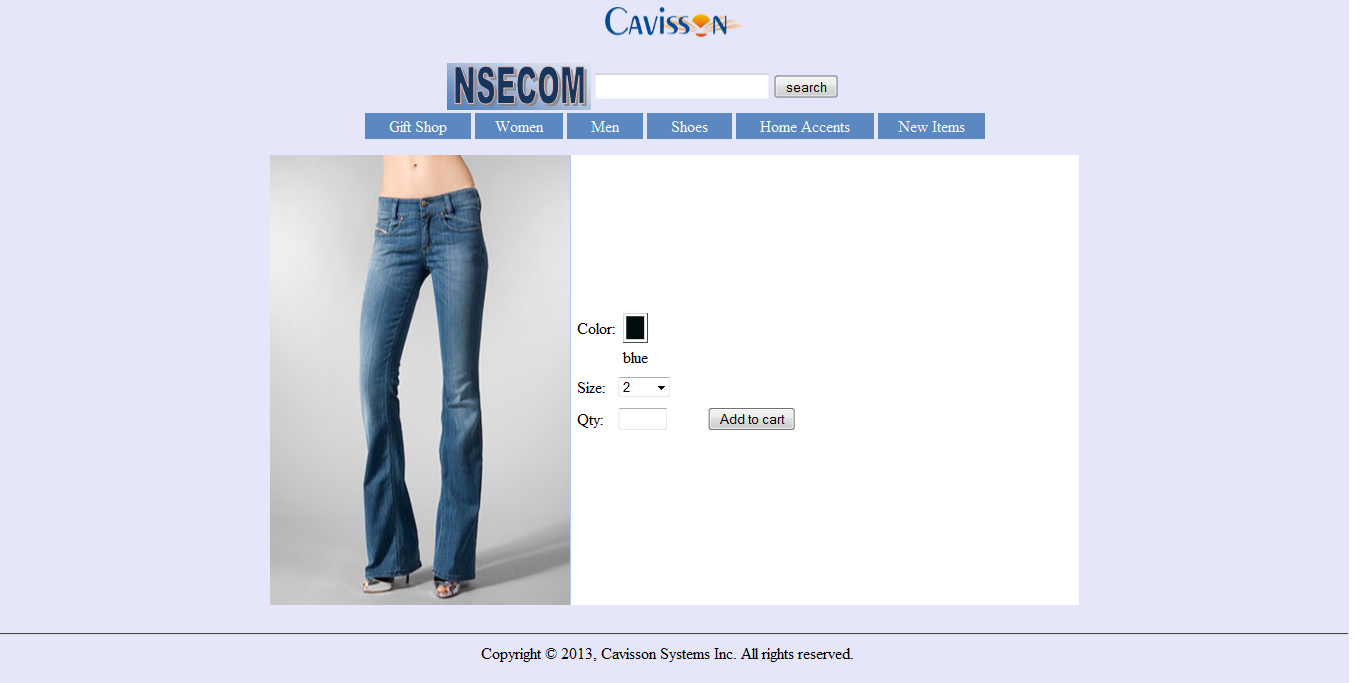 CAVISSON
NSECOM search
Gift Shop Women Men Shoes Home Accents New Items
Color:
blue
Size: 2
Qty: Add to cart
Copyright © 2013, Cavisson Systems Inc. All rights reserved.